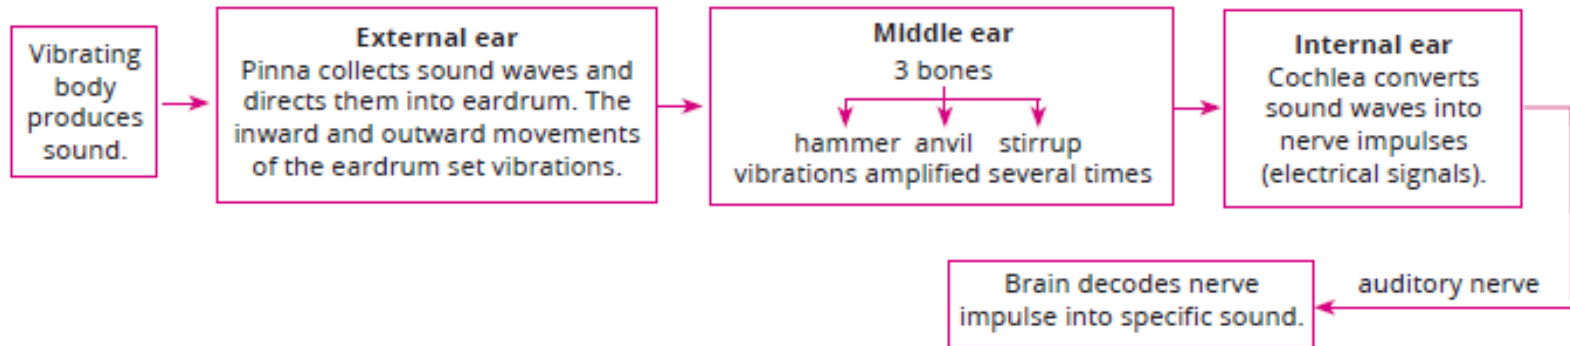 Vibrating
body
produces
sound.
External ear
Pinna collects sound waves and
directs them into eardrum. The
inward and outward movements
of the eardrum set vibrations.
Middle ear
3 bones
hammer anvil stirrup
vibrations amplified several times
Internal ear
Cochlea converts
sound waves into
nerve impulses
(electrical signals).
auditory nerve
Brain decodes nerve
impulse into specific sound.